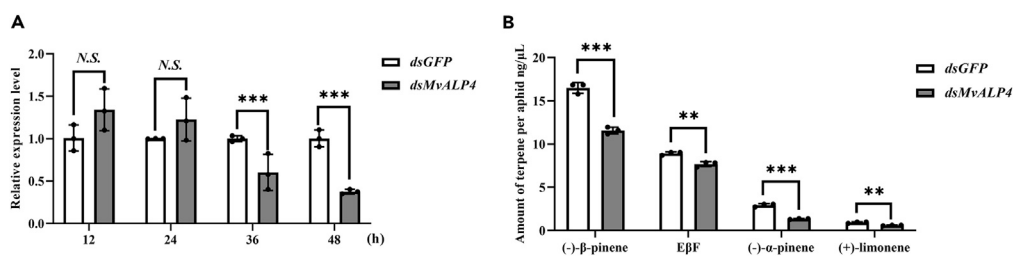 A
Relative expression level
2.0
1.5
1.0
0.5
0.0
N.S.
N.S.
***
***
dsGFP
dsMvALP4
12 24 36 48 (h)
B
Amount of terpene per aphid ng/μL
20
15
10
5
0
***
**
***
**
dsGFP
dsMvALP4
(-)-β-pinene EβF (-)-α-pinene (+)-limonene